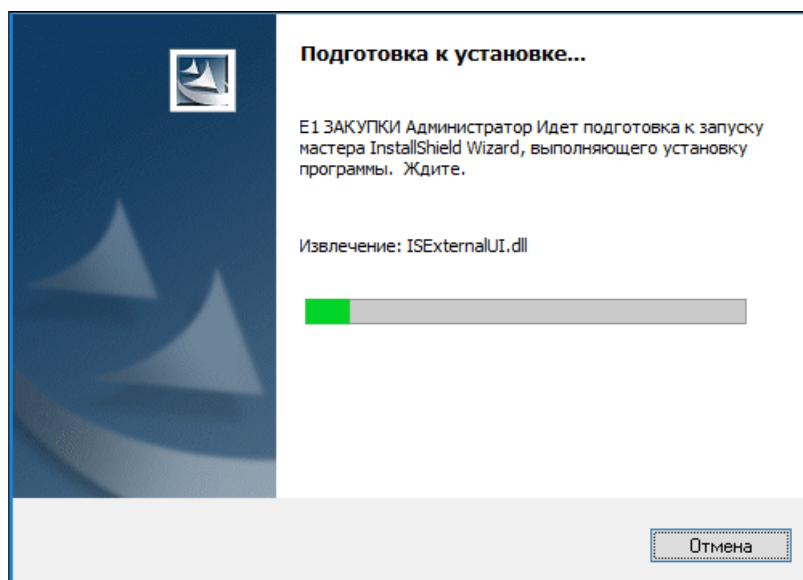 Подготовка к установке...
Е1 ЗАКУПКИ Администратор Идет подготовка к запуску
мастера InstallShield Wizard, выполняющего установку
программы. Ждите.
Извлечение: ISExternalUI.dll
Отмена